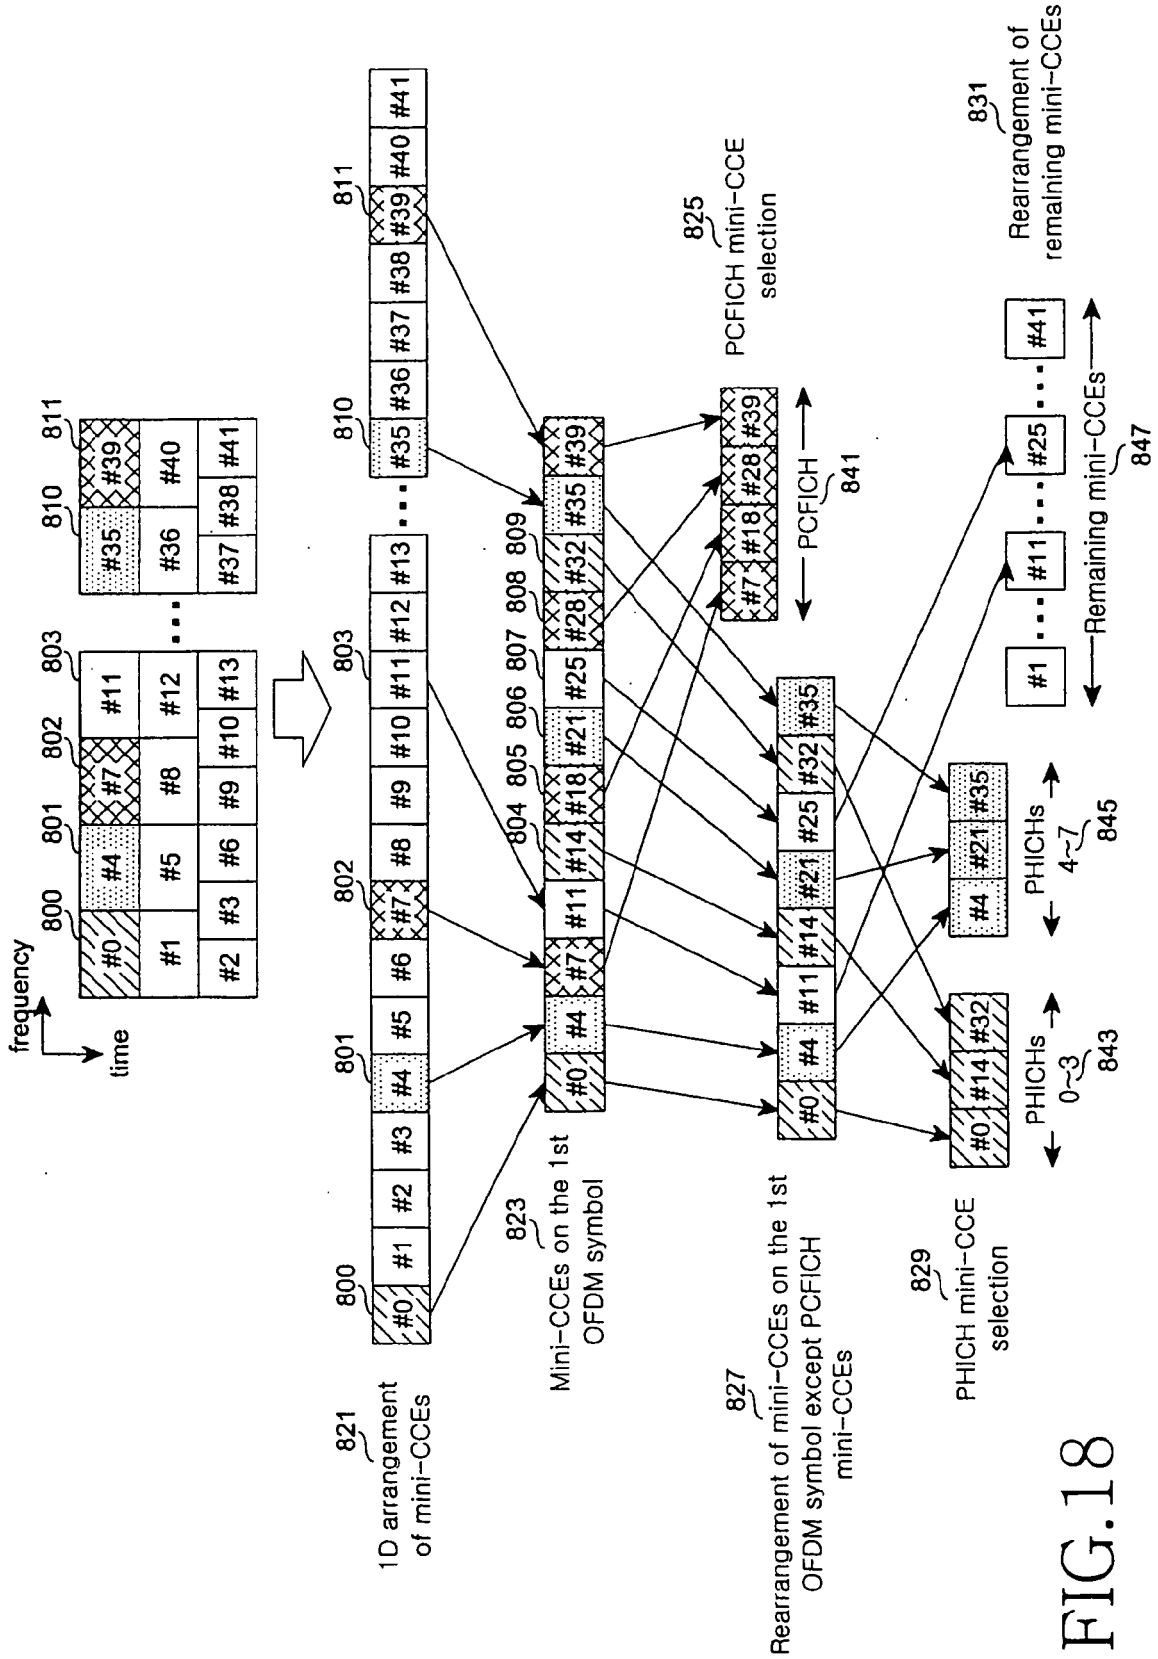 frequency
time
800 801 802 803 810 811
#0 #4 #7 #11 #35 #39
#1 #5 #8 #12 #36 #40
#2 #3 #6 #9 #10 #13 #37 #38 #41
821
1D arrangement
of mini-CCEs
800 801 802 803 810 811
#0 #1 #2 #3 #4 #5 #6 #7 #8 #9 #10 #11 #12 #13 #35 #36 #37 #38 #39 #40 #41
823
Mini-CCEs on the 1st
OFDM symbol
804 805 806 807 808 809
#0 #4 #7 #11 #14 #18 #21 #25 #28 #32 #35 #39
825
PCFICH mini-CCE
selection
#7 #18 #28 #39
PCFICH
841
827
Rearrangement of mini-CCEs on the 1st
OFDM symbol except PCFICH
mini-CCEs
#0 #4 #11 #14 #21 #25 #32 #35
829
PHICH mini-CCE
selection
#0 #14 #32
PHICHs
0~3
843
#4 #21 #35
PHICHs
4~7
845
831
Rearrangement of
remaining mini-CCEs
#1 #11 #25 #41
Remaining mini-CCEs
847
FIG.18